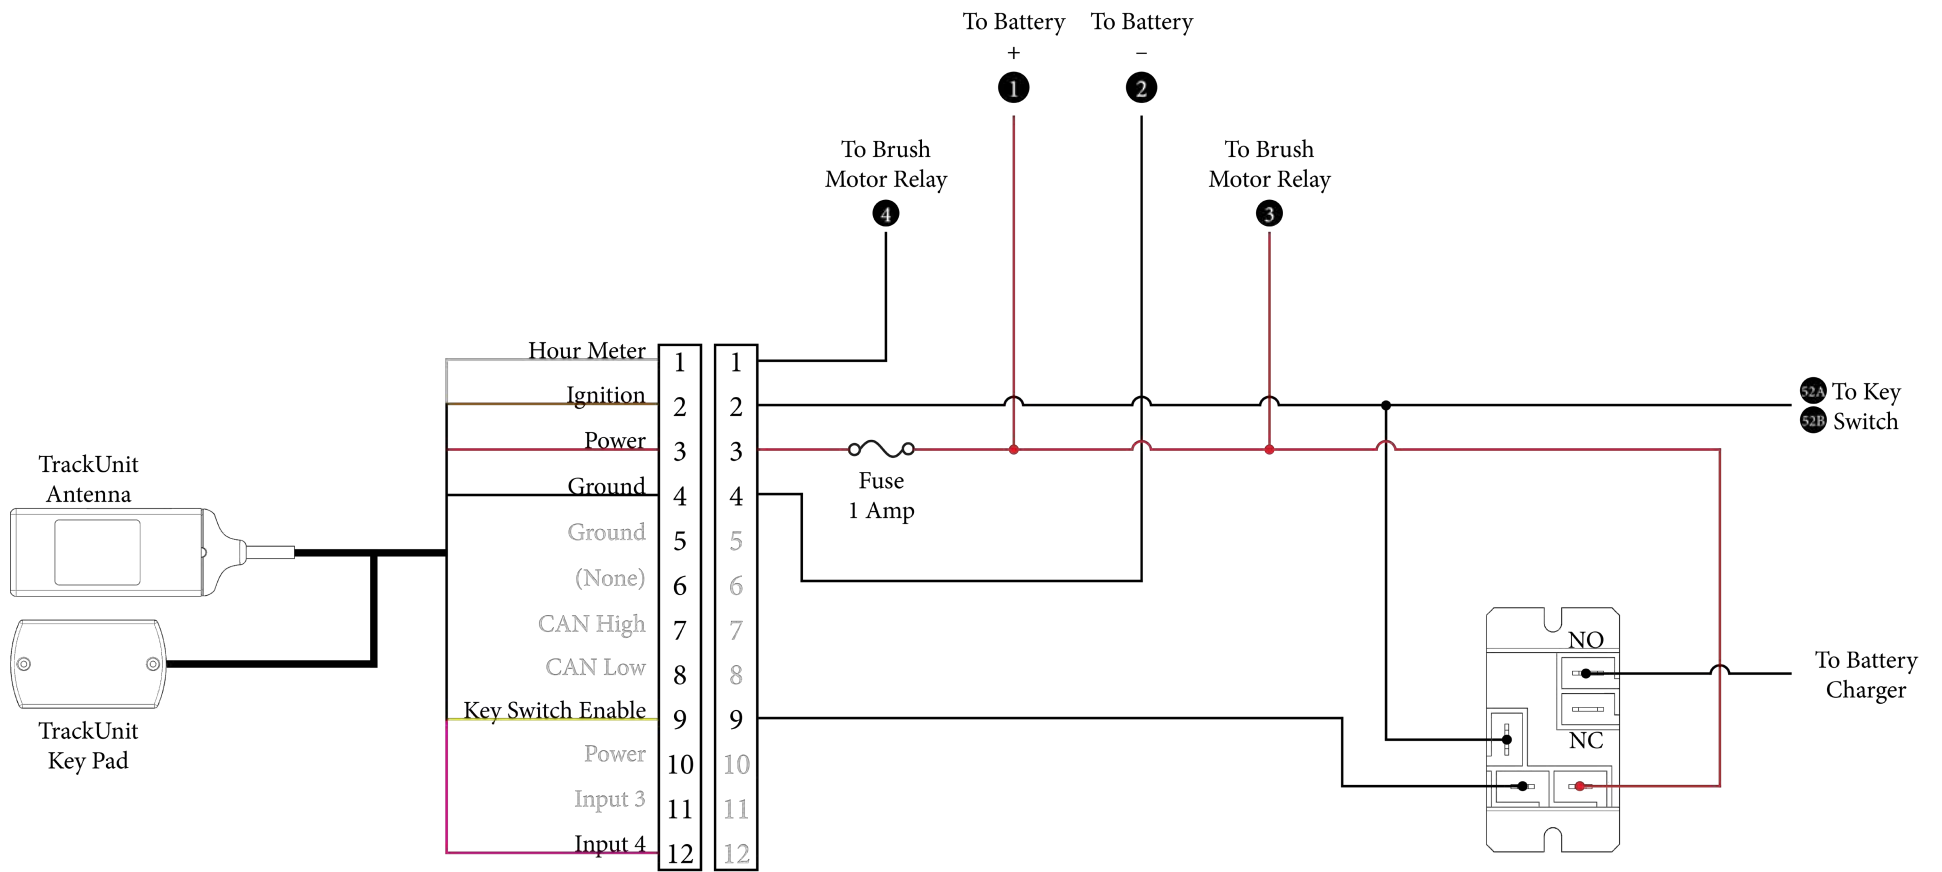 To Battery
+
1
To Battery
–
2
To Brush
Motor Relay
4
To Brush
Motor Relay
3
Hour Meter 1 1
Ignition 2 2
Power 3 3
Ground 4 4
Ground 5 5
(None) 6 6
CAN High 7 7
CAN Low 8 8
Key Switch Enable 9 9
Power 10 10
Input 3 11 11
Input 4 12 12
Fuse
1 Amp
52A To Key
52B Switch
TrackUnit
Antenna
TrackUnit
Key Pad
NO
NC
To Battery
Charger